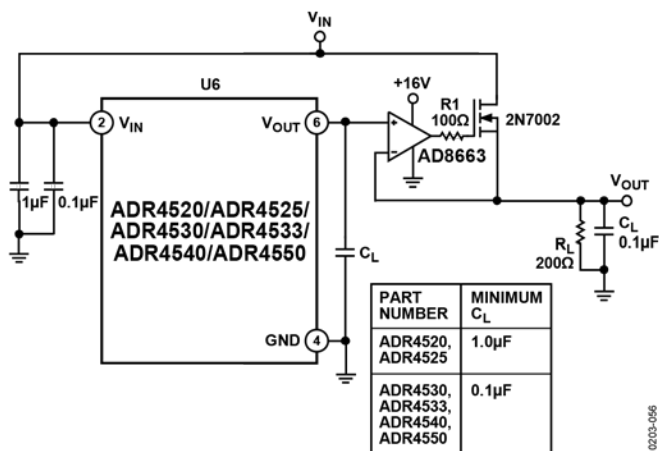 VIN
U6
+16V
R1
100Ω
2N7002
2
VIN
VOUT
6
+
−
AD8663
1µF
0.1µF
ADR4520/ADR4525/
ADR4530/ADR4533/
ADR4540/ADR4550
CL
GND
4
VOUT
RL
200Ω
CL
0.1µF
PART
NUMBER
MINIMUM
CL
ADR4520,
ADR4525
1.0µF
ADR4530,
ADR4533,
ADR4540,
ADR4550
0.1µF
0203-056